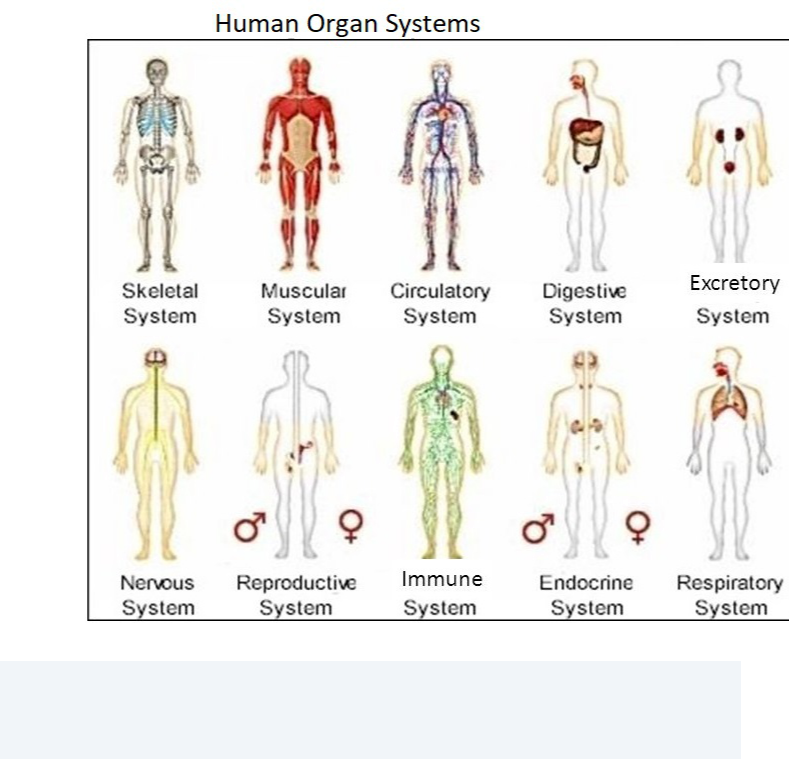 Human Organ Systems
Skeletal Muscular Circulatory Digestive Excretory
System System System System System
Nervous Reproductive Immune Endocrine Respiratory
System System System System System